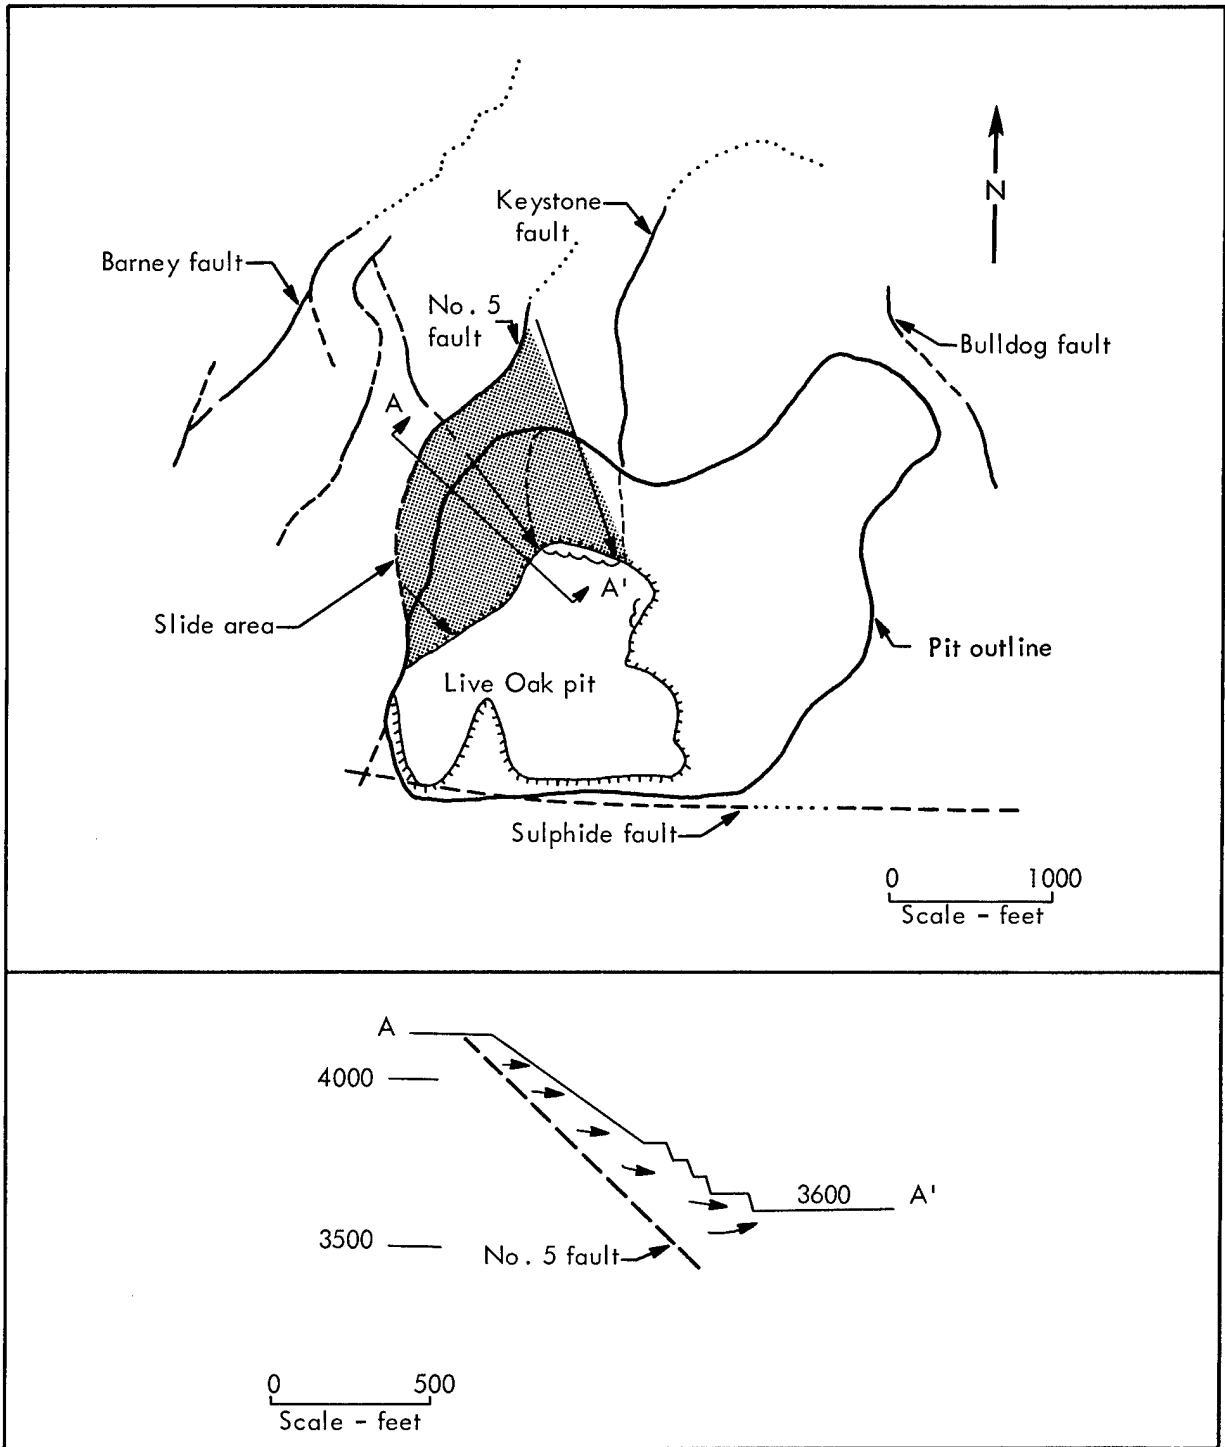 Keystone
fault
N
Barney fault
No. 5
fault
Bulldog fault
A
A'
Slide area
Pit outline
Live Oak pit
Sulphide fault
0 1000
Scale - feet
A
4000
3600 A'
3500
No. 5 fault
0 500
Scale - feet